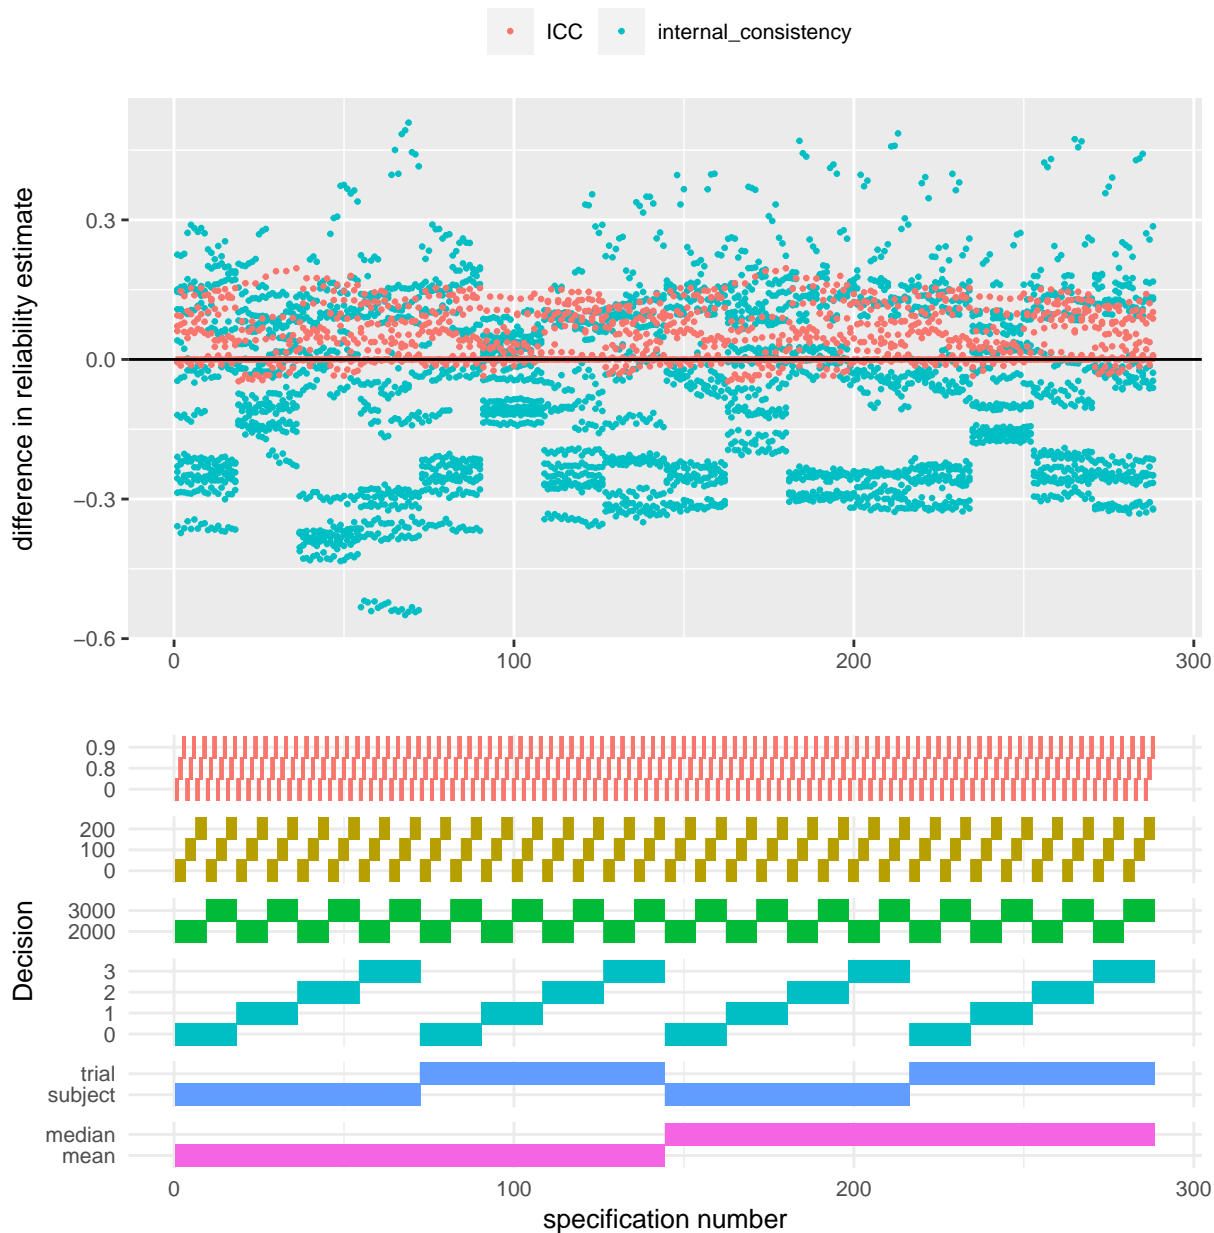 ICC internal_consistency
difference in reliability estimate
0.3
0.0
−0.3
−0.6
0 100 200 300
Decision
0.9
0.8
0
200
100
0
3000
2000
3
2
1
0
trial
subject
median
mean
0 100 200 300
specification number